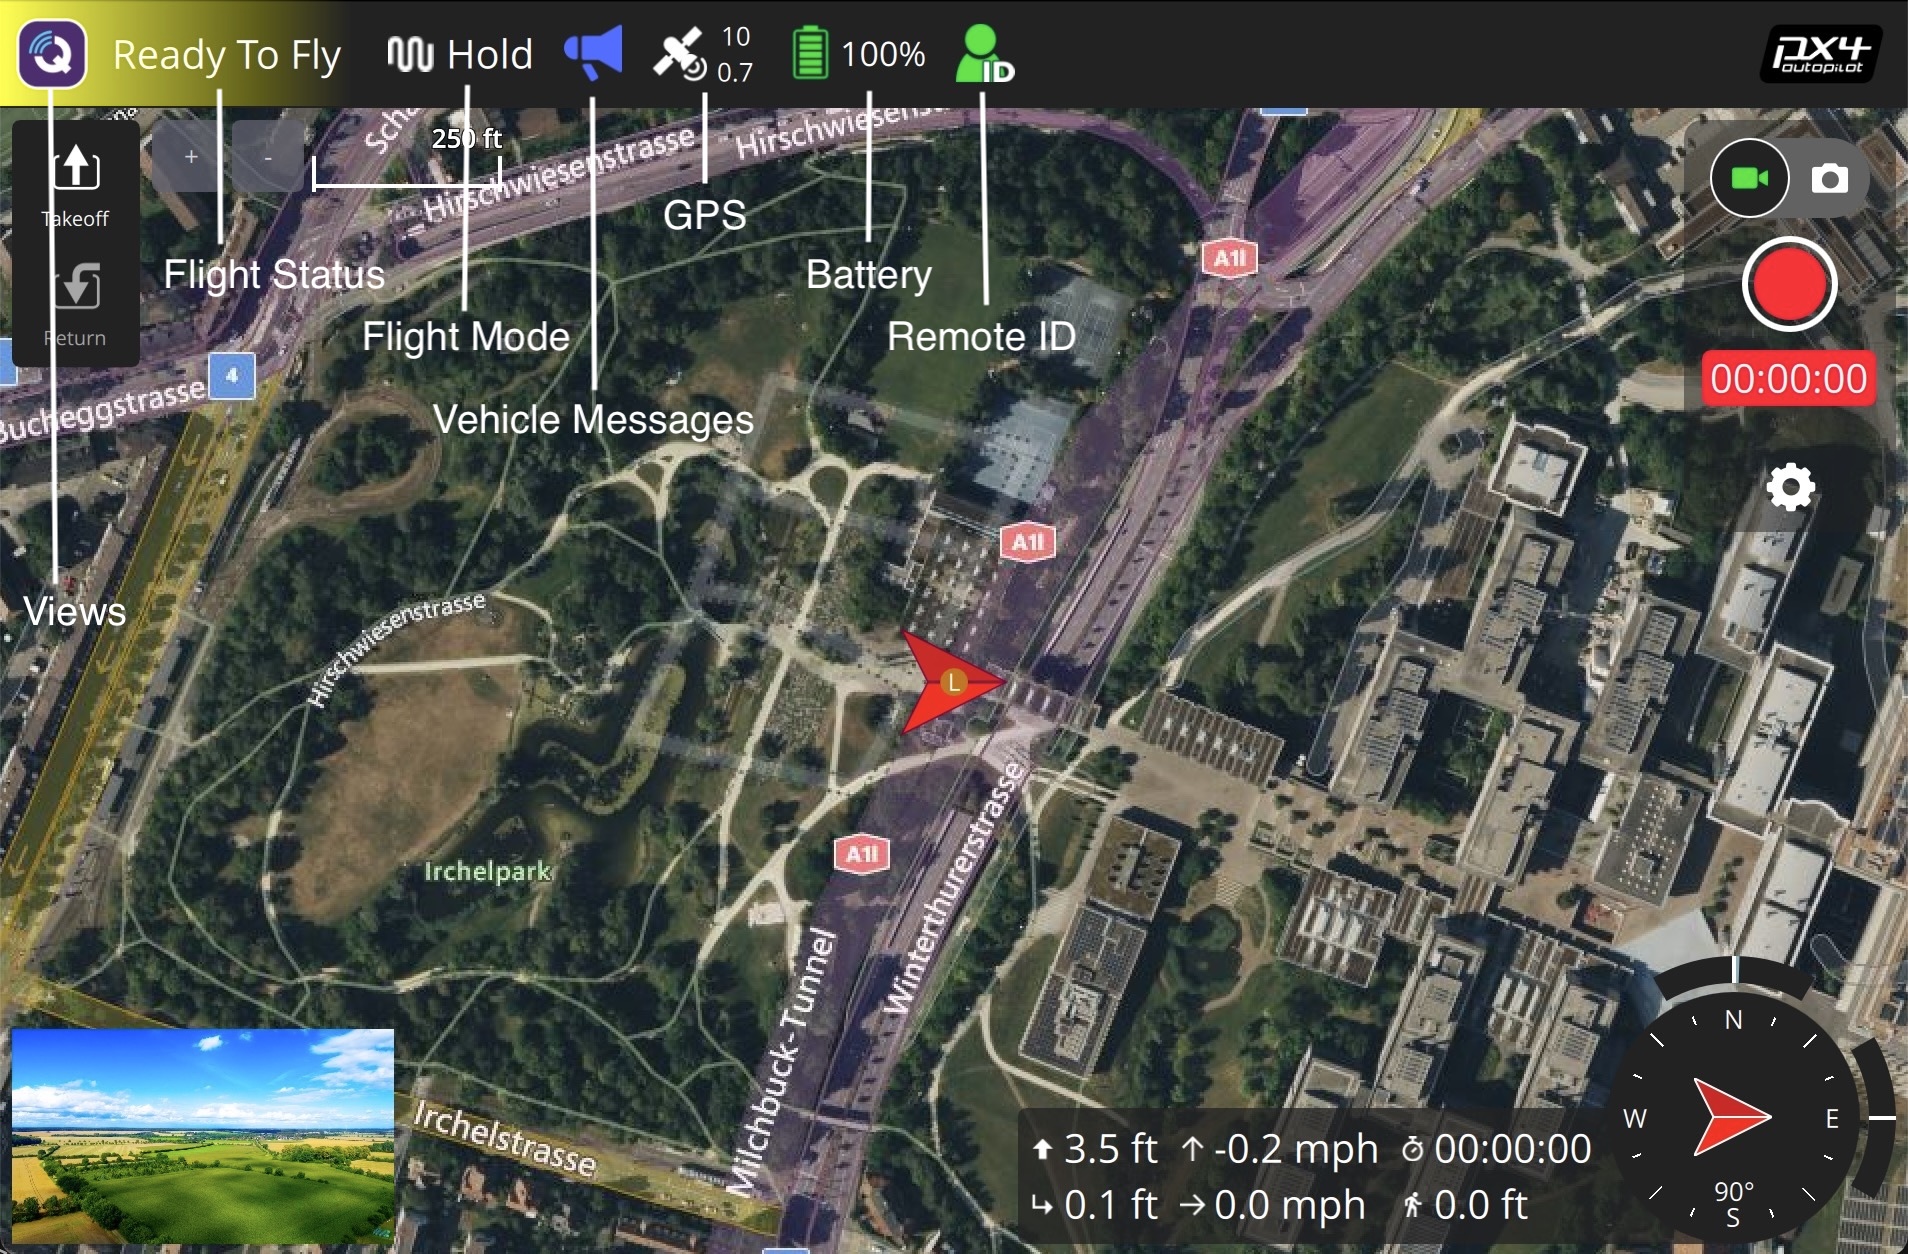 Ready To Fly
Hold
10
0.7
100%
ID
px4
autopilot
Takeoff
Return
+
-
250 ft
Hirschwiesenstrasse
GPS
Flight Status
Battery
Flight Mode
Remote ID
Vehicle Messages
Views
A1l
4
Bucheggstrasse
00:00:00
A1l
Hirschwiesenstrasse
L
A1l
Irchelpark
Winterthurerstrasse
Milchbuck-Tunnel
Irchelstrasse
3.5 ft
-0.2 mph
00:00:00
0.1 ft
0.0 mph
0.0 ft
N
W
E
90°
S